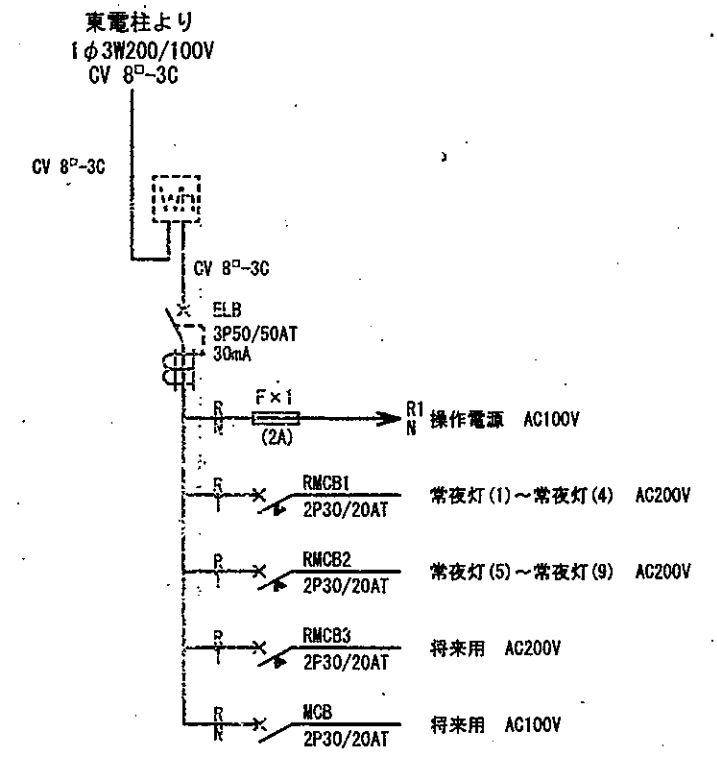 東電柱より
1φ3W200/100V
CV 8□-3C
CV 8□-3C
Wh
CV 8□-3C
ELB
3P50/50AT
30mA
R
N
F×1
(2A)
R1
N
操作電源 AC100V
R
T
RMCB1
2P30/20AT
常夜灯(1)~常夜灯(4) AC200V
R
T
RMCB2
2P30/20AT
常夜灯(5)~常夜灯(9) AC200V
R
T
RMCB3
2P30/20AT
将来用 AC200V
R
N
MCB
2P30/20AT
将来用 AC100V